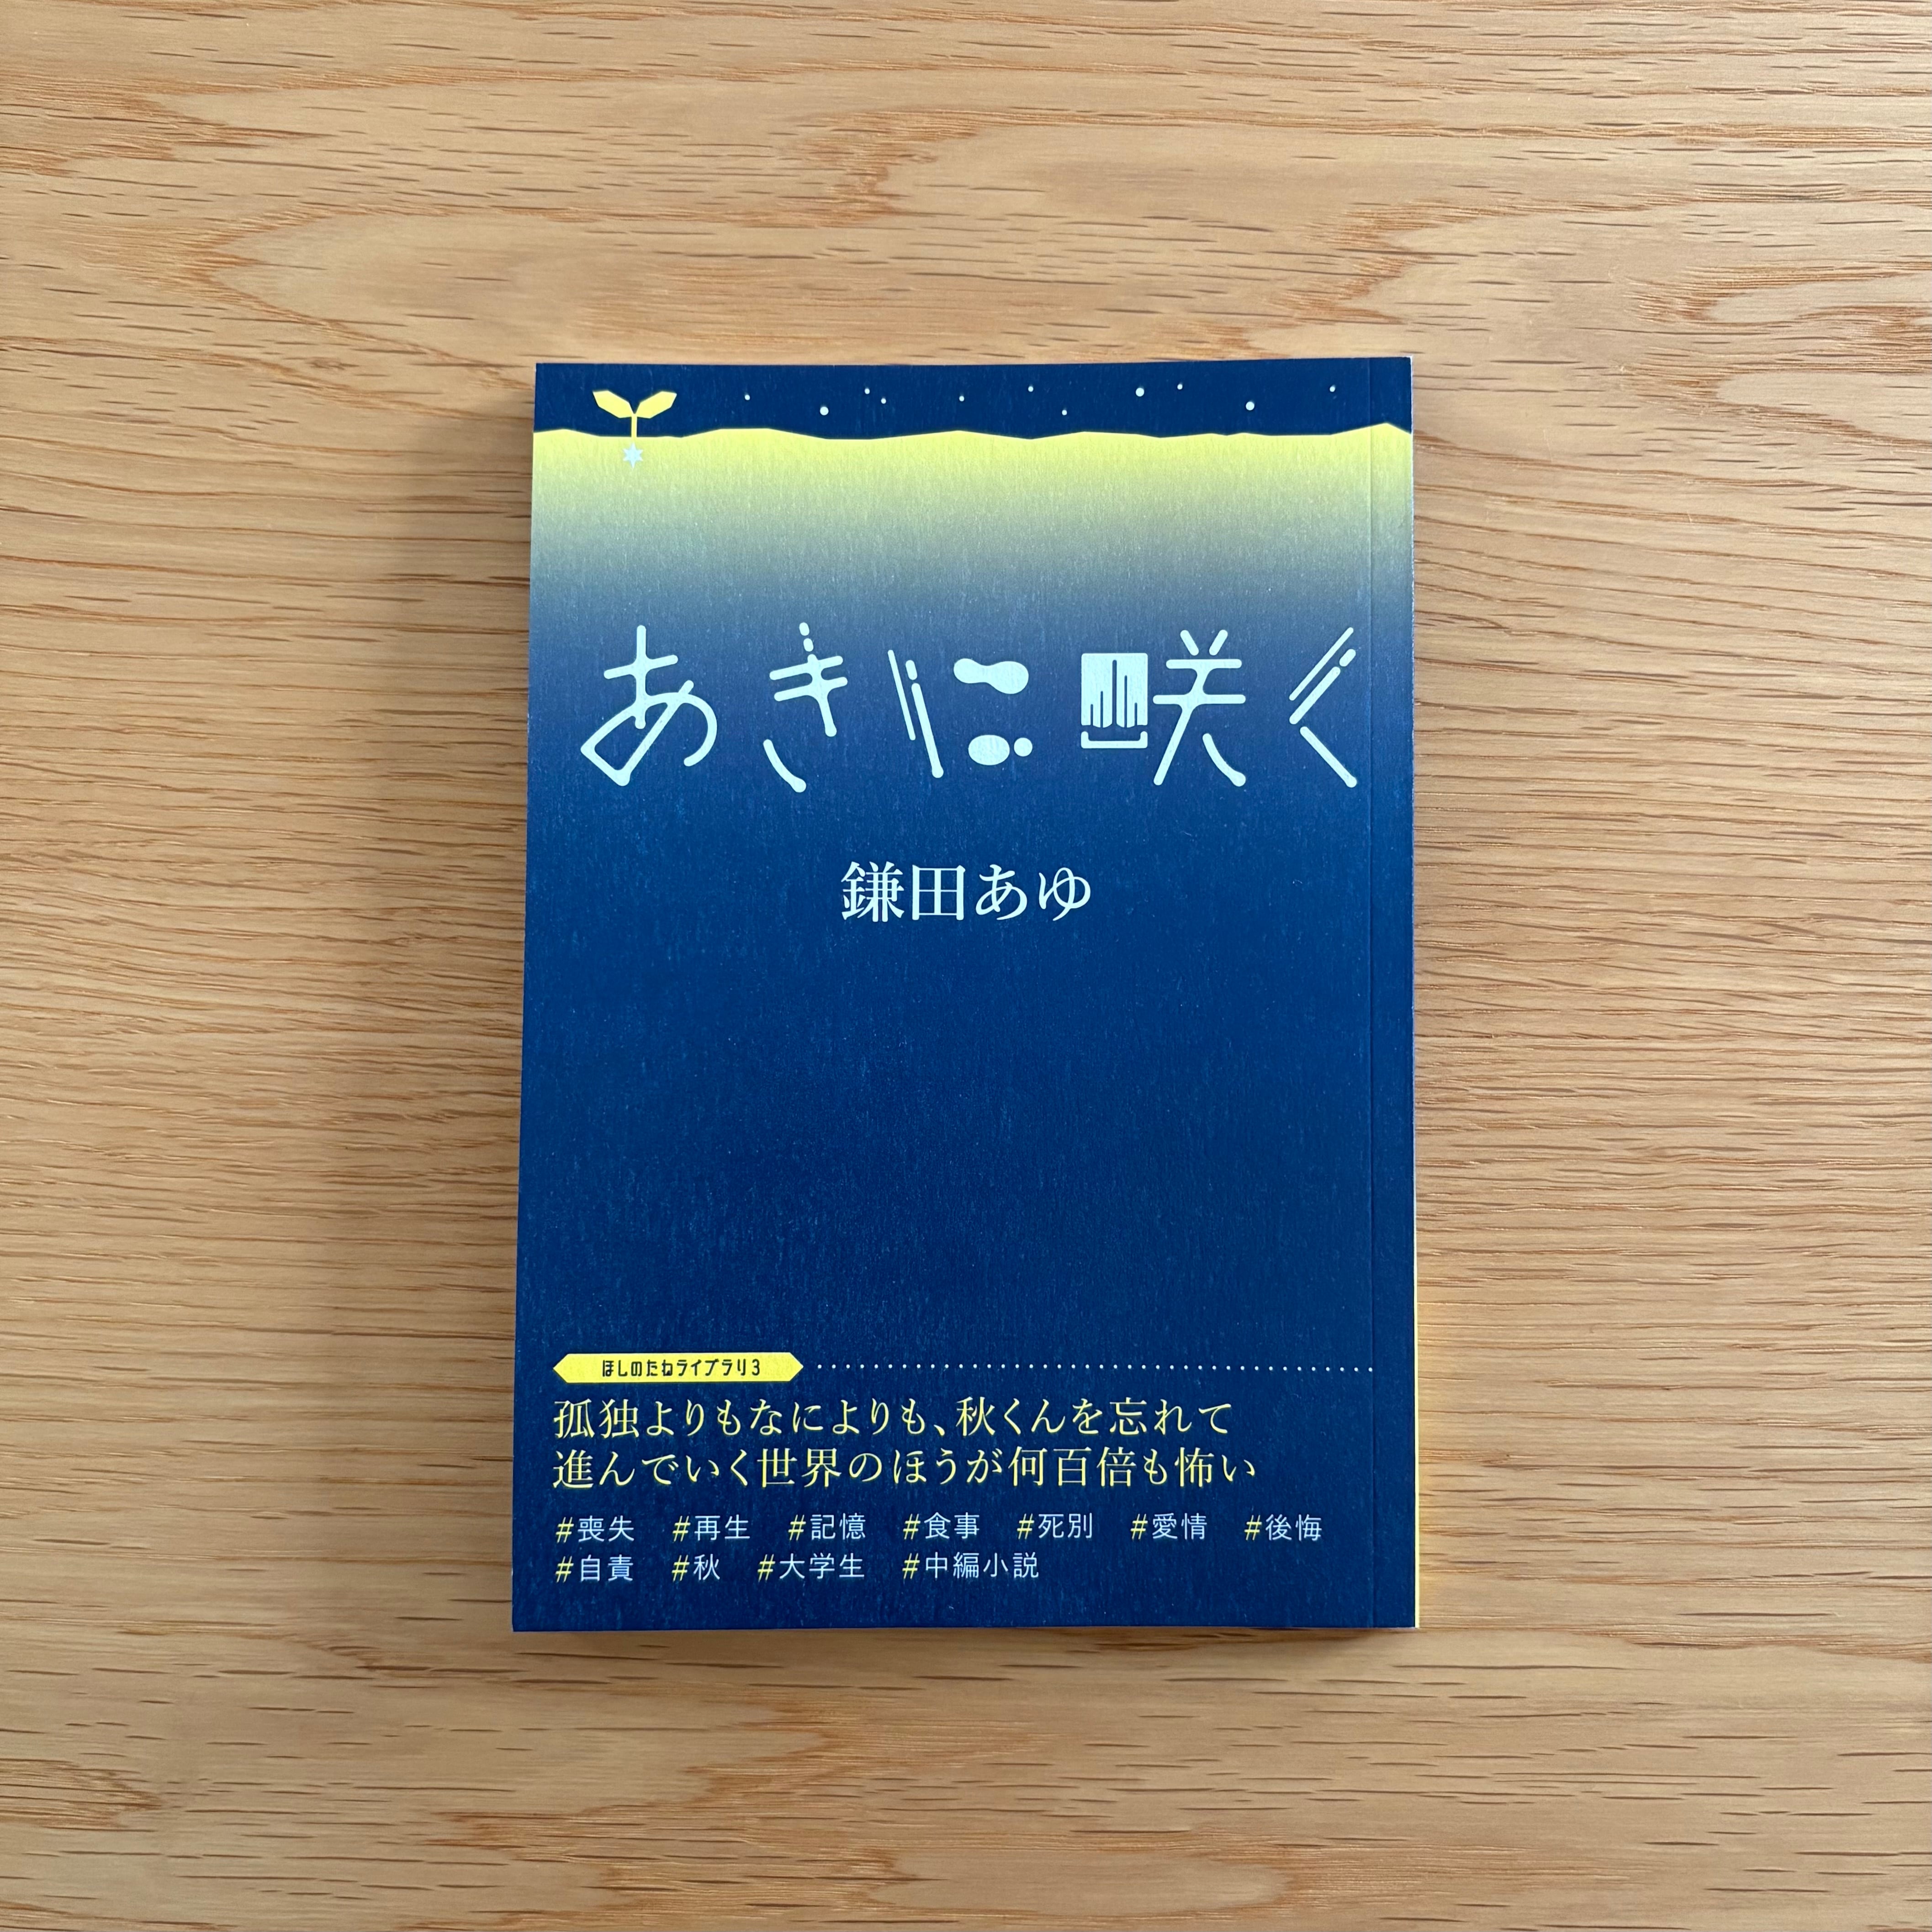 あきに咲く
鎌田あゆ
ほしのたねライブラリ3
孤独よりもなによりも、秋くんを忘れて
進んでいく世界のほうが何百倍も怖い
#喪失 #再生 #記憶 #食事 #死別 #愛情 #後悔
#自責 #秋 #大学生 #中編小説